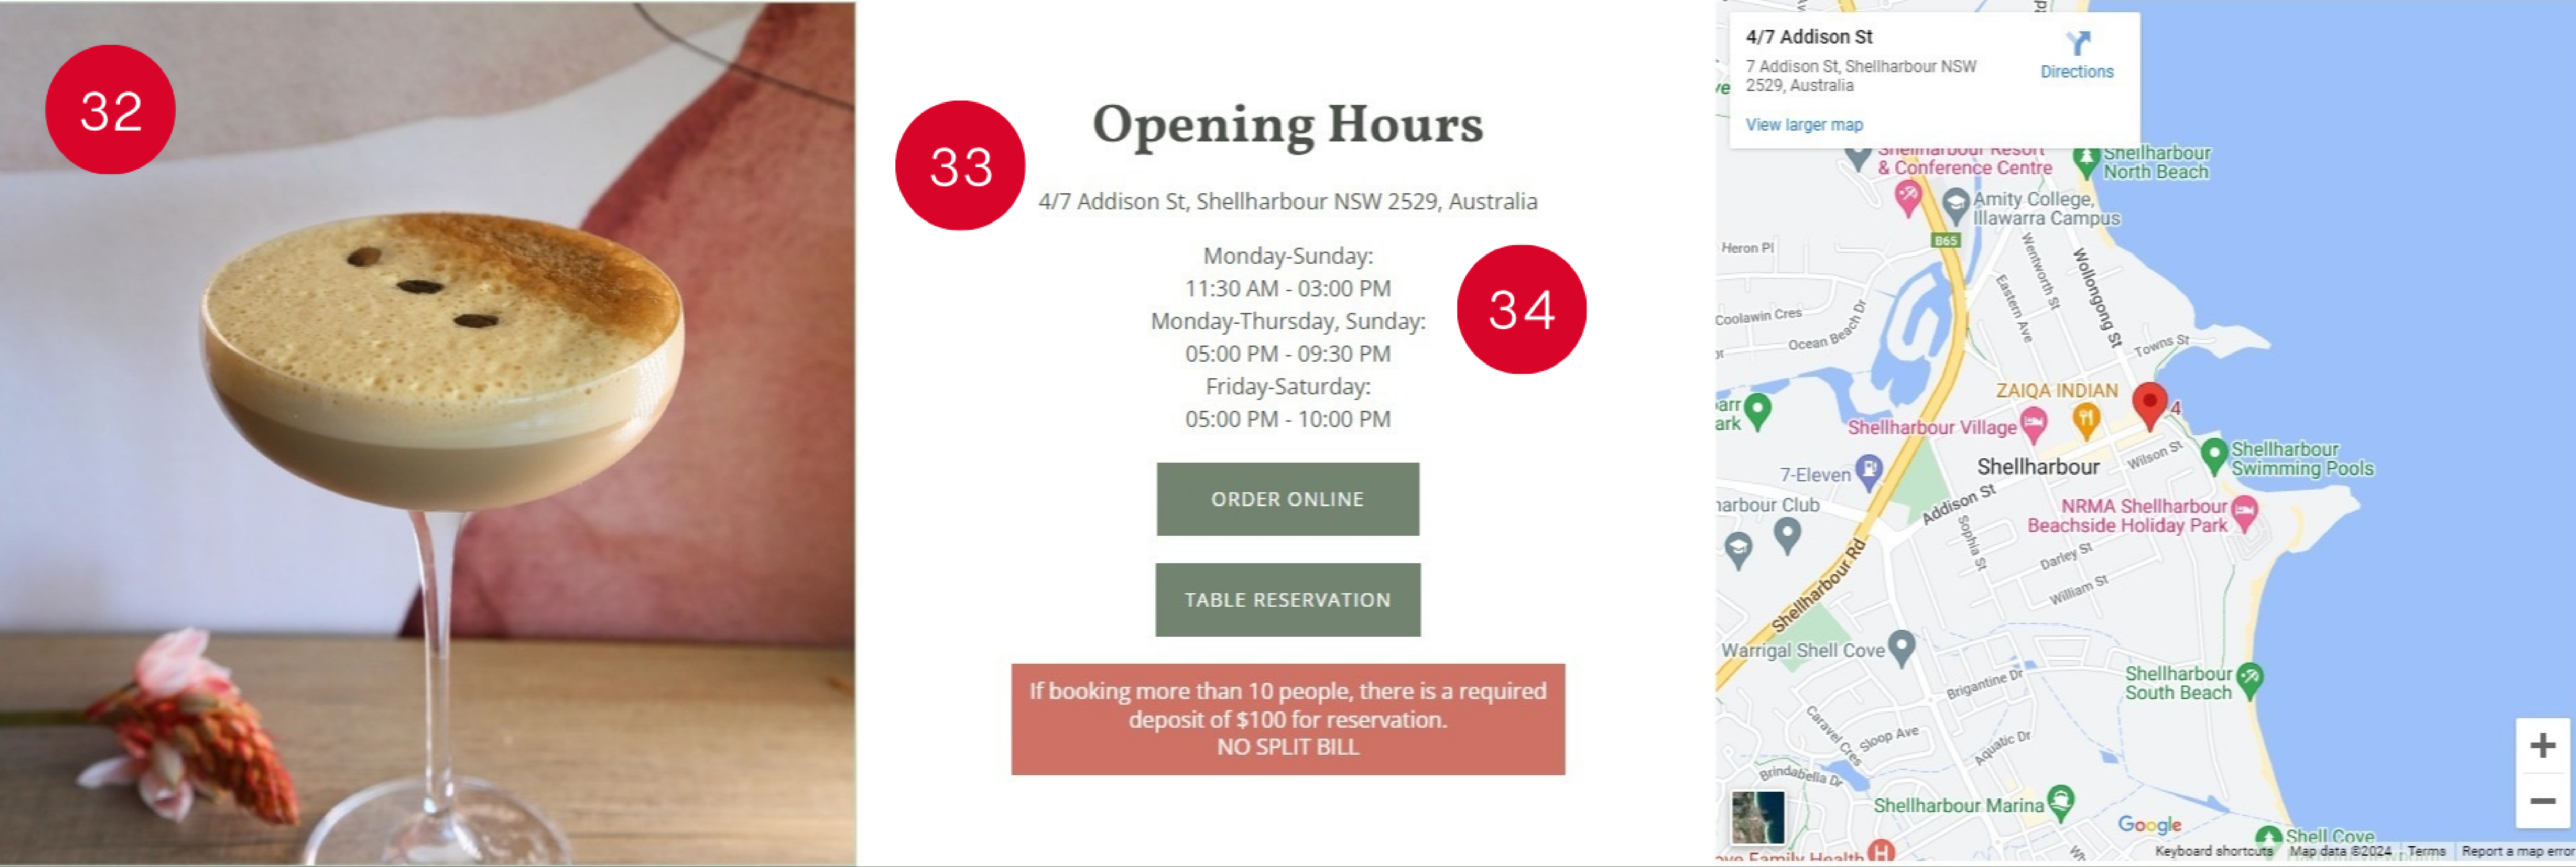 32
33
Opening Hours
4/7 Addison St, Shellharbour NSW 2529, Australia
Monday-Sunday:
11:30 AM - 03:00 PM
Monday-Thursday, Sunday:
05:00 PM - 09:30 PM
Friday-Saturday:
05:00 PM - 10:00 PM
34
ORDER ONLINE
TABLE RESERVATION
If booking more than 10 people, there is a required
deposit of $100 for reservation.
NO SPLIT BILL
4/7 Addison St
7 Addison St, Shellharbour NSW
2529, Australia
View larger map
Directions
Shellharbour Resort
& Conference Centre
Shellharbour
North Beach
Amity College,
Illawarra Campus
B65
Heron Pl
Wentworth St
Wollongong St
Eastern Ave
Coolawin Cres
Ocean Beach Dr
Towns St
ZAIQA INDIAN
4
Shellharbour Village
Shellharbour
Swimming Pools
Wilson St
Shellharbour
7-Eleven
Addison St
harbour Club
NRMA Shellharbour
Beachside Holiday Park
Sophia St
Darley St
William St
Shellharbour Rd
Warrigal Shell Cove
Shellharbour
South Beach
Brigantine Dr
Caravel Cres
Sloop Ave
Aquatic Dr
Brindabella Dr
Shellharbour Marina
Google
Shell Cove
ove Family Health
H
Keyboard shortcuts
Map data ©2024
Terms
Report a map erro